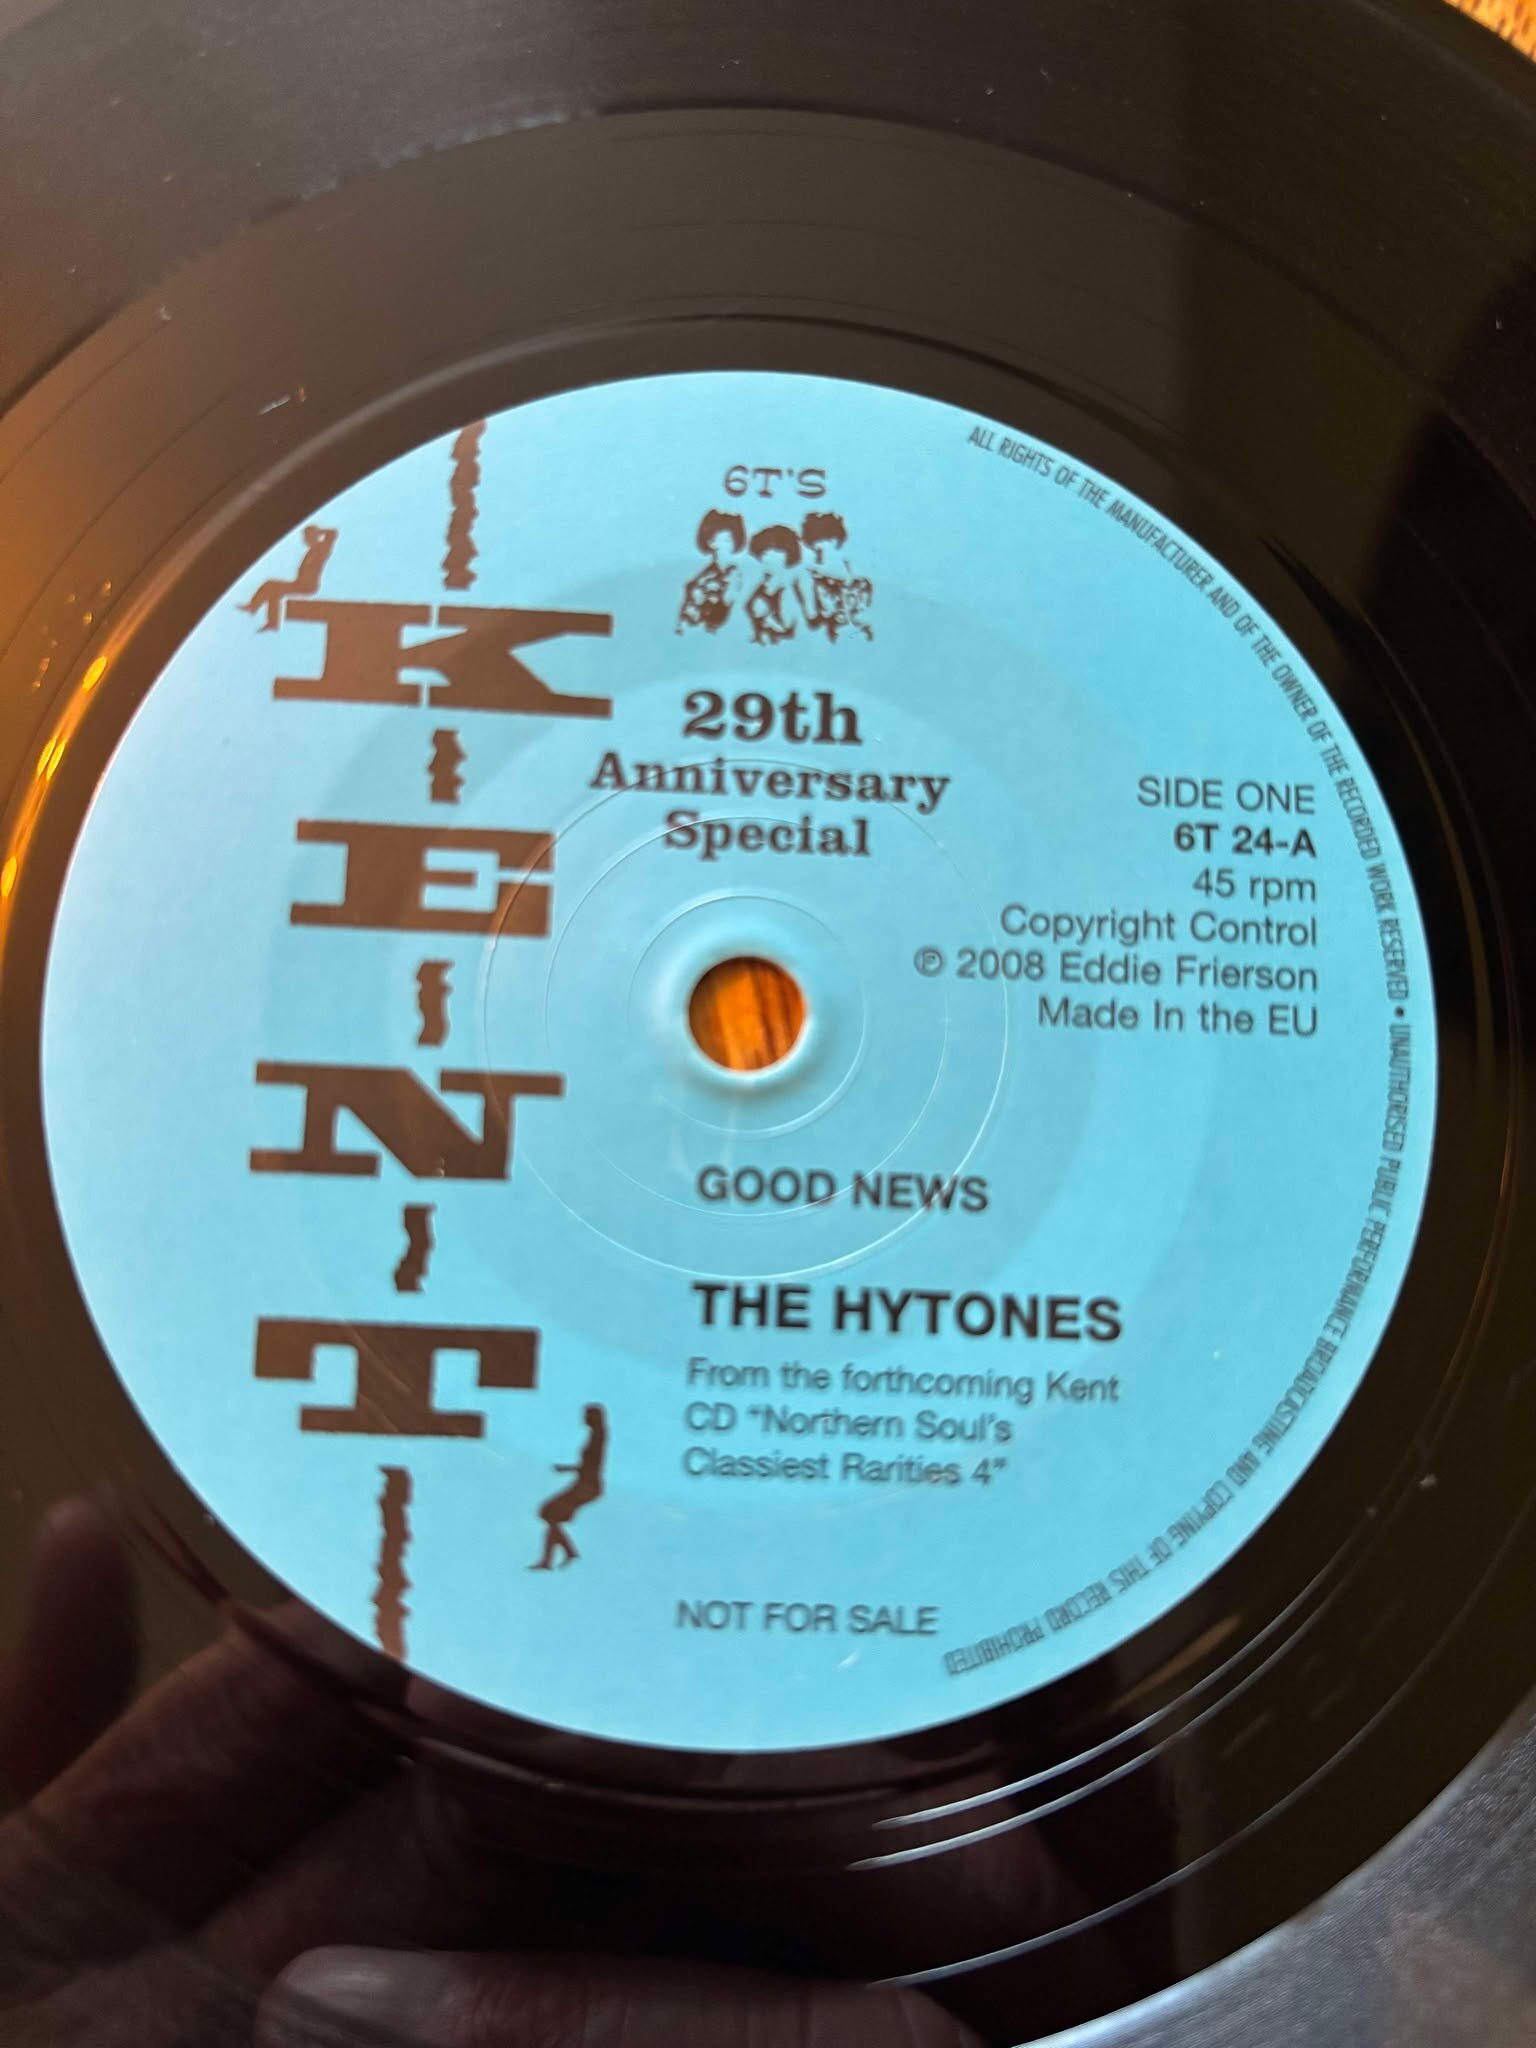 K-E-N-T
6T'S
29th
Anniversary
Special
SIDE ONE
6T 24-A
45 rpm
Copyright Control
℗ 2008 Eddie Frierson
Made In the EU
GOOD NEWS
THE HYTONES
From the forthcoming Kent
CD "Northern Soul's
Classiest Rarities 4"
NOT FOR SALE
ALL RIGHTS OF THE MANUFACTURER AND OF THE OWNER OF THE RECORDED WORK RESERVED • UNAUTHORISED PUBLIC PERFORMANCE BROADCASTING AND COPYING OF THIS RECORD PROHIBITED